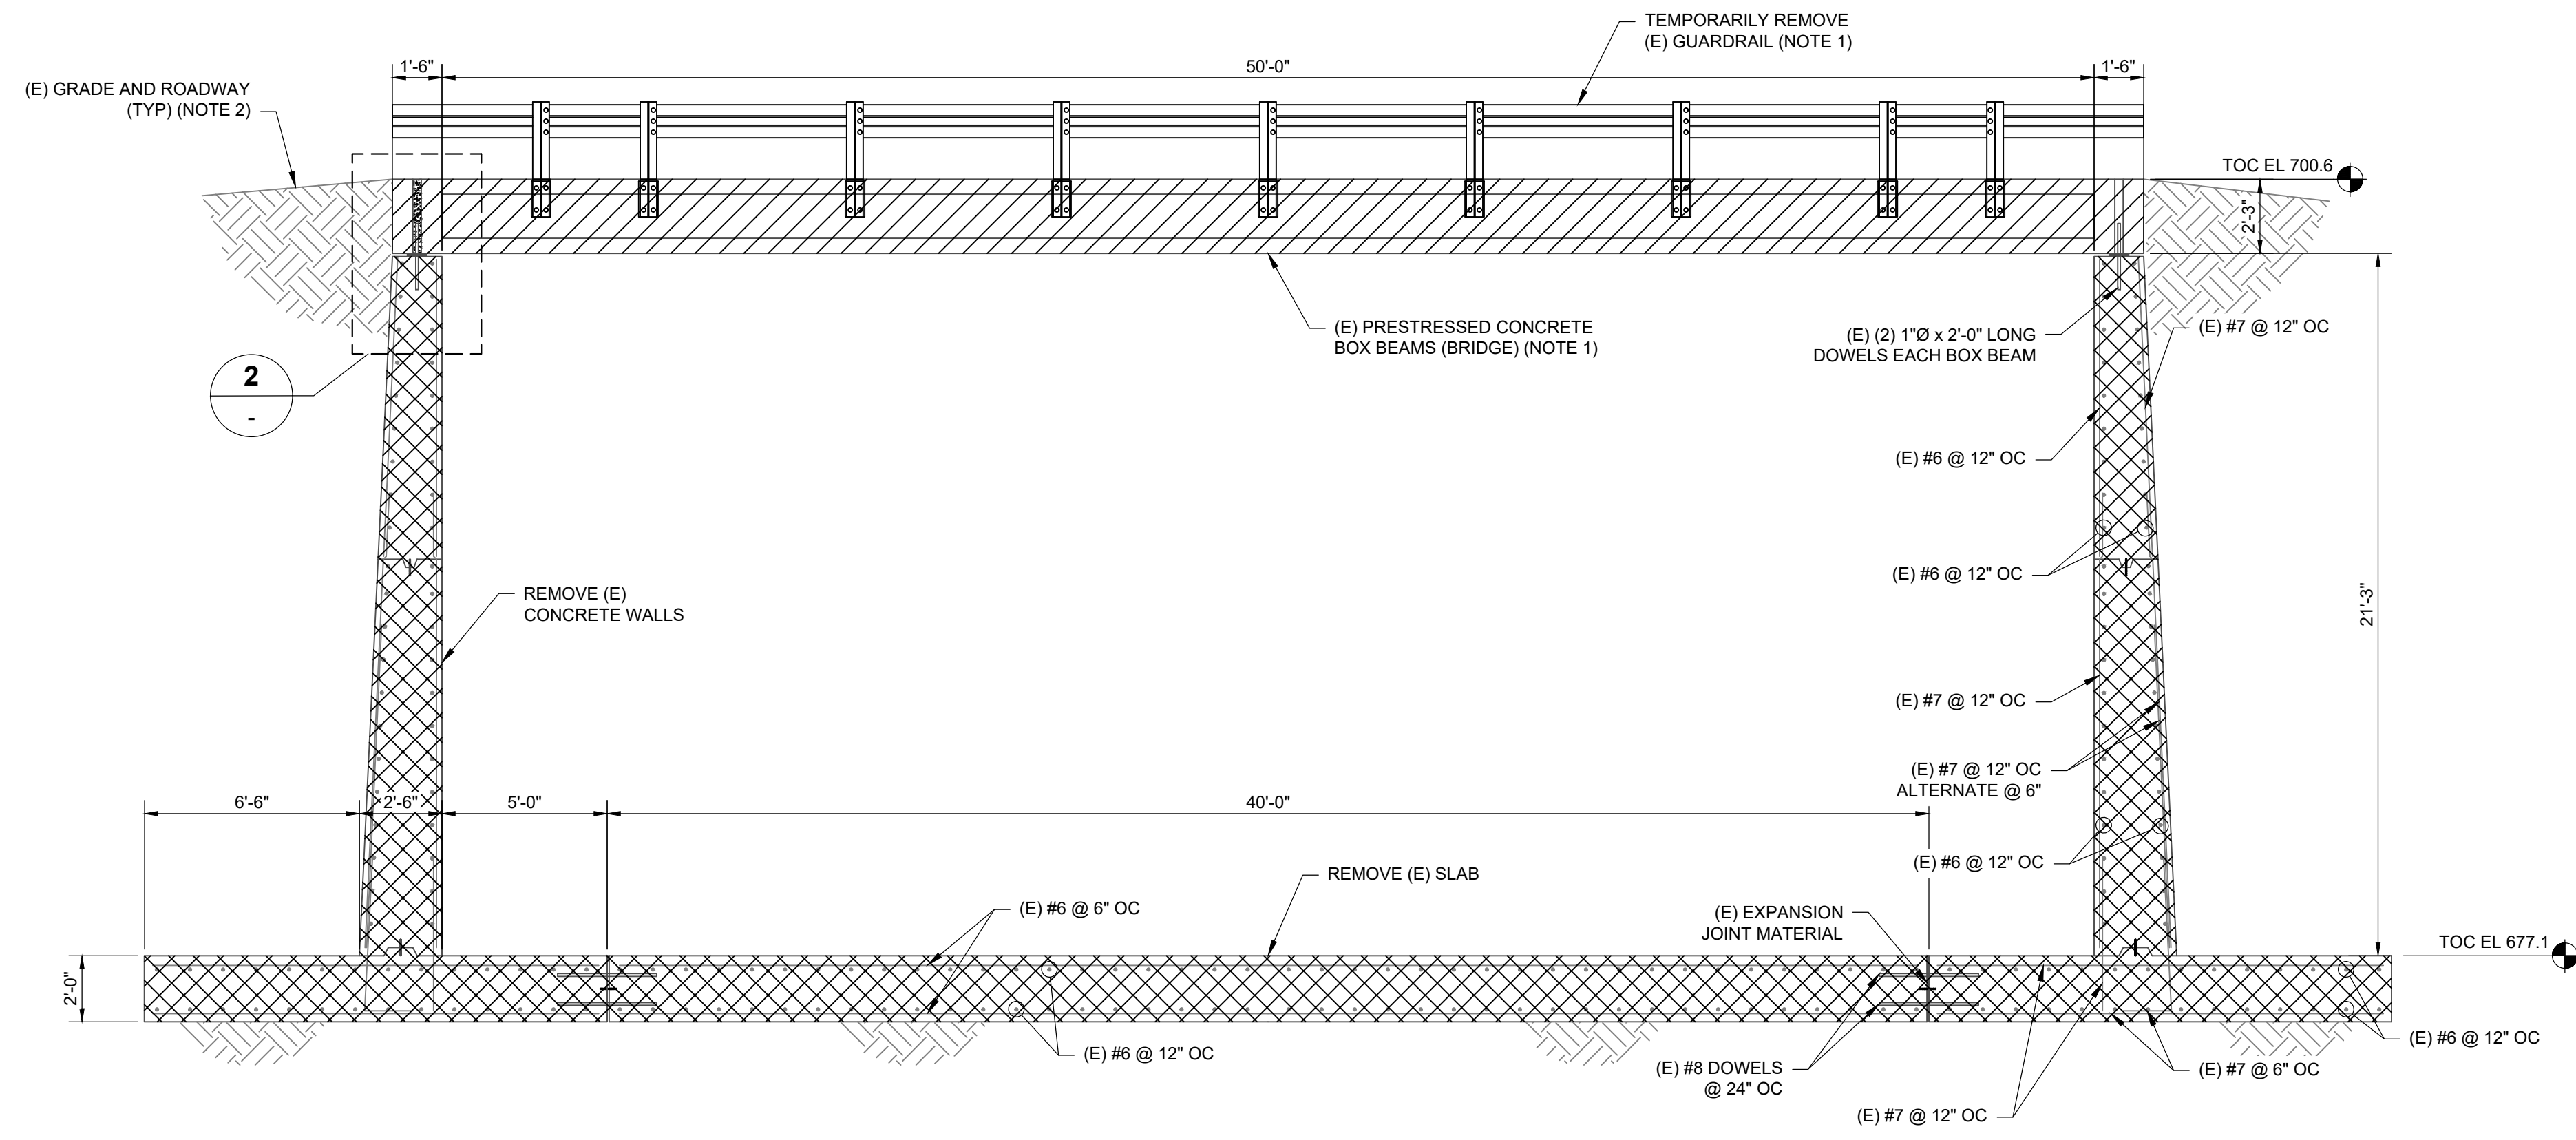 TEMPORARILY REMOVE
(E) GUARDRAIL (NOTE 1)
1'-6"
50'-0"
1'-6"
(E) GRADE AND ROADWAY
(TYP) (NOTE 2)
TOC EL 700.6
2'-3"
(E) PRESTRESSED CONCRETE
BOX BEAMS (BRIDGE) (NOTE 1)
(E) (2) 1"Ø x 2'-0" LONG
DOWELS EACH BOX BEAM
(E) #7 @ 12" OC
2
-
(E) #6 @ 12" OC
(E) #6 @ 12" OC
REMOVE (E)
CONCRETE WALLS
21'-3"
(E) #7 @ 12" OC
(E) #7 @ 12" OC
ALTERNATE @ 6"
6'-6"
2'-6"
5'-0"
40'-0"
(E) #6 @ 12" OC
REMOVE (E) SLAB
(E) #6 @ 6" OC
(E) EXPANSION
JOINT MATERIAL
TOC EL 677.1
2'-0"
(E) #6 @ 12" OC
(E) #8 DOWELS
@ 24" OC
(E) #7 @ 12" OC
(E) #7 @ 6" OC
(E) #6 @ 12" OC